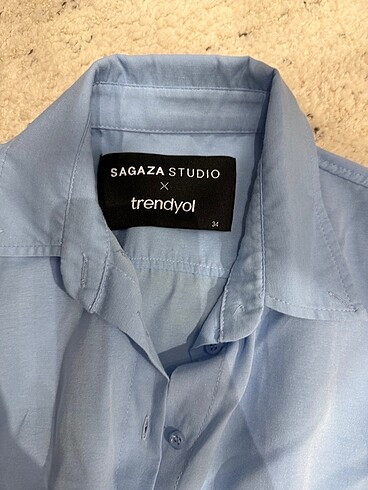 SAGAZA STUDIO
×
trendyol
34